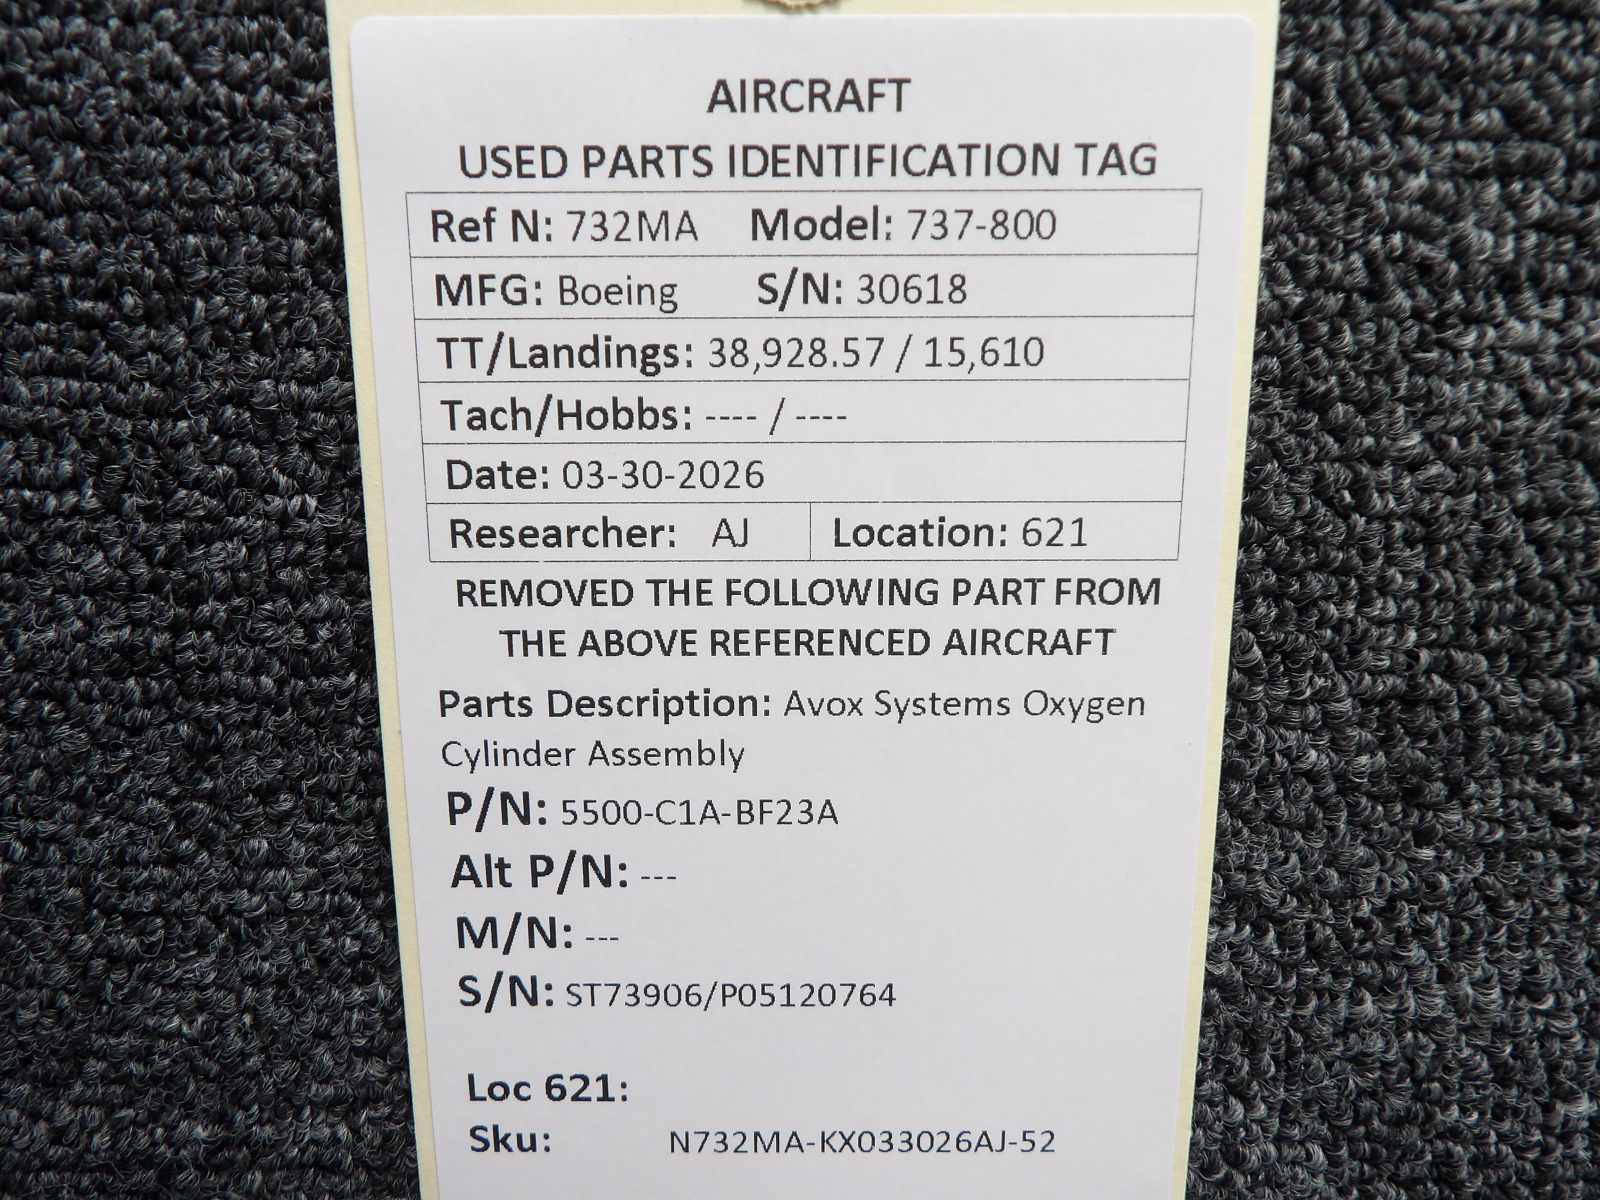 AIRCRAFT
USED PARTS IDENTIFICATION TAG
Ref N: 732MA Model: 737-800
MFG: Boeing S/N: 30618
TT/Landings: 38,928.57 / 15,610
Tach/Hobbs: ---- / ----
Date: 03-30-2026
Researcher: AJ Location: 621
REMOVED THE FOLLOWING PART FROM
THE ABOVE REFERENCED AIRCRAFT
Parts Description: Avox Systems Oxygen
Cylinder Assembly
P/N: 5500-C1A-BF23A
Alt P/N: ---
M/N: ---
S/N: ST73906/P05120764
Loc 621:
Sku: N732MA-KX033026AJ-52